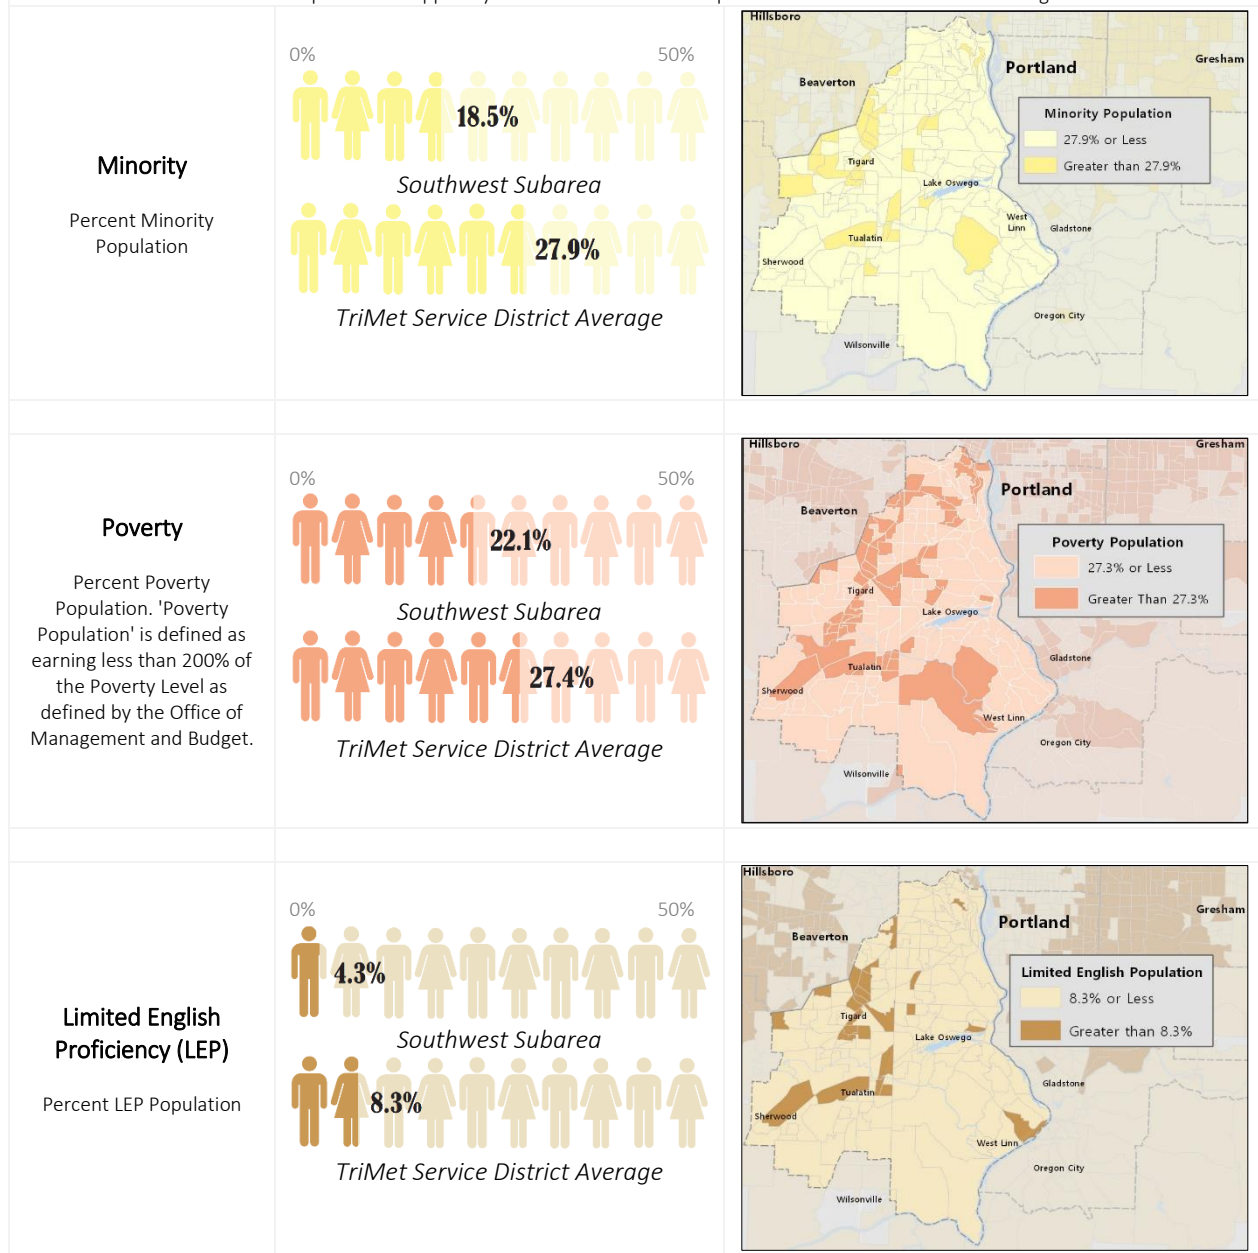 Minority
Percent Minority
Population
0% 50%
18.5%
Southwest Subarea
27.9%
TriMet Service District Average
Hillsboro
Portland
Gresham
Beaverton
Minority Population
27.9% or Less
Greater than 27.9%
Tigard
Lake Oswego
West
Linn
Gladstone
Tualatin
Sherwood
Oregon City
Wilsonville
Poverty
Percent Poverty
Population. 'Poverty
Population' is defined as
earning less than 200% of
the Poverty Level as
defined by the Office of
Management and Budget.
0% 50%
22.1%
Southwest Subarea
27.4%
TriMet Service District Average
Hillsboro
Gresham
Portland
Beaverton
Poverty Population
27.3% or Less
Greater Than 27.3%
Tigard
Lake Oswego
Gladstone
Tualatin
Sherwood
West Linn
Oregon City
Wilsonville
Limited English
Proficiency (LEP)
Percent LEP Population
0% 50%
4.3%
Southwest Subarea
8.3%
TriMet Service District Average
Hillsboro
Gresham
Portland
Beaverton
Limited English Population
8.3% or Less
Greater than 8.3%
Tigard
Lake Oswego
Gladstone
Tualatin
Sherwood
West Linn
Oregon City
Wilsonville